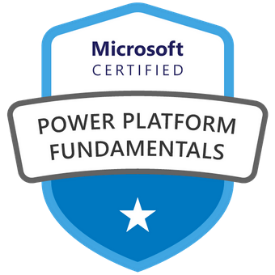 Microsoft
CERTIFIED
POWER PLATFORM
FUNDAMENTALS